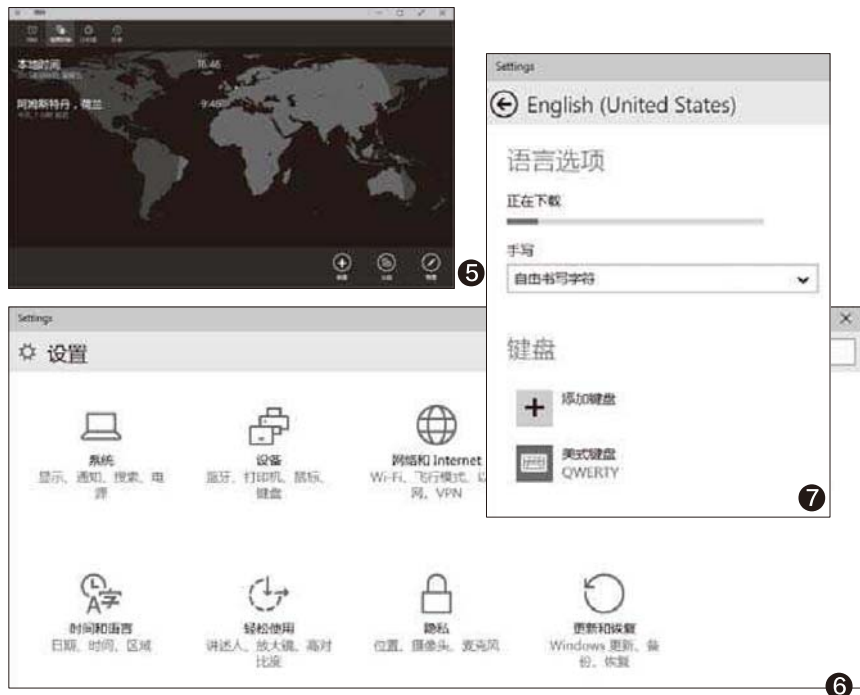 本地时间
16:46
阿姆斯特丹，荷兰
9:46
❺
Settings
English (United States)
语言选项
正在下载
手写
自由书写字符
键盘
添加键盘
美式键盘
QWERTY
❼
Settings
设置
系统
显示、通知、搜索、电
源
设备
蓝牙、打印机、鼠标、
键盘
网络和 Internet
Wi-Fi、飞行模式、以
网、VPN
时间和语言
日期、时间、区域
轻松使用
讲述人、放大镜、高对
比度
隐私
位置、摄像头、麦克风
更新和恢复
Windows 更新、备
份、恢复
❻